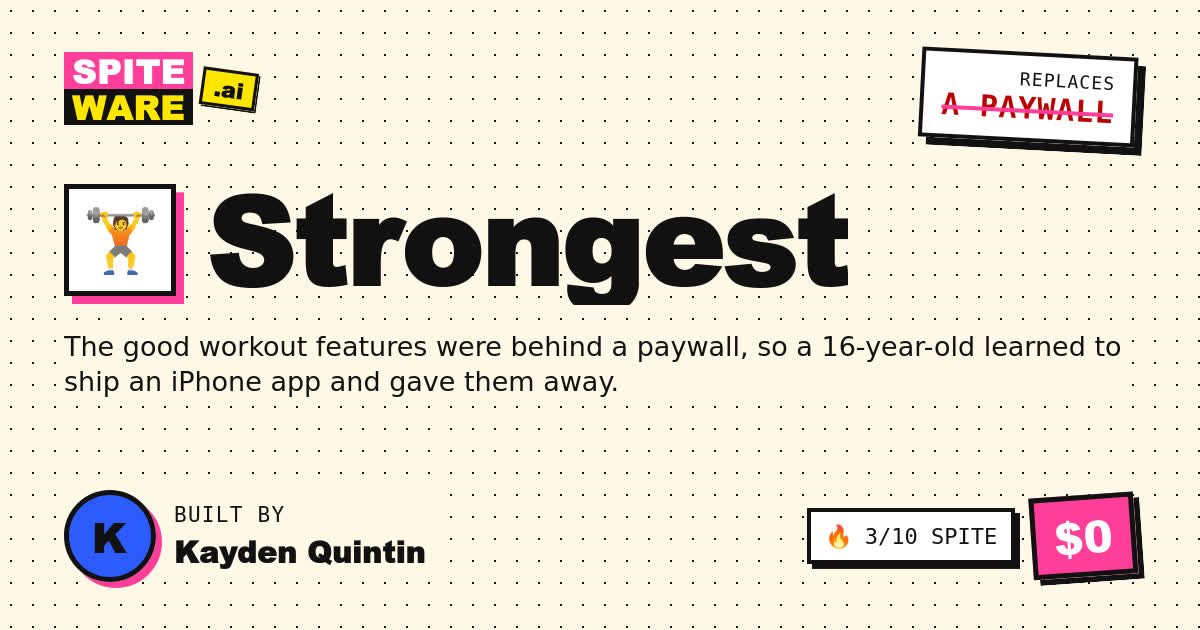 SPITE
WARE
.ai
REPLACES
A PAYWALL
Strongest
The good workout features were behind a paywall, so a 16-year-old learned to
ship an iPhone app and gave them away.
K
BUILT BY
Kayden Quintin
🔥 3/10 SPITE
$0